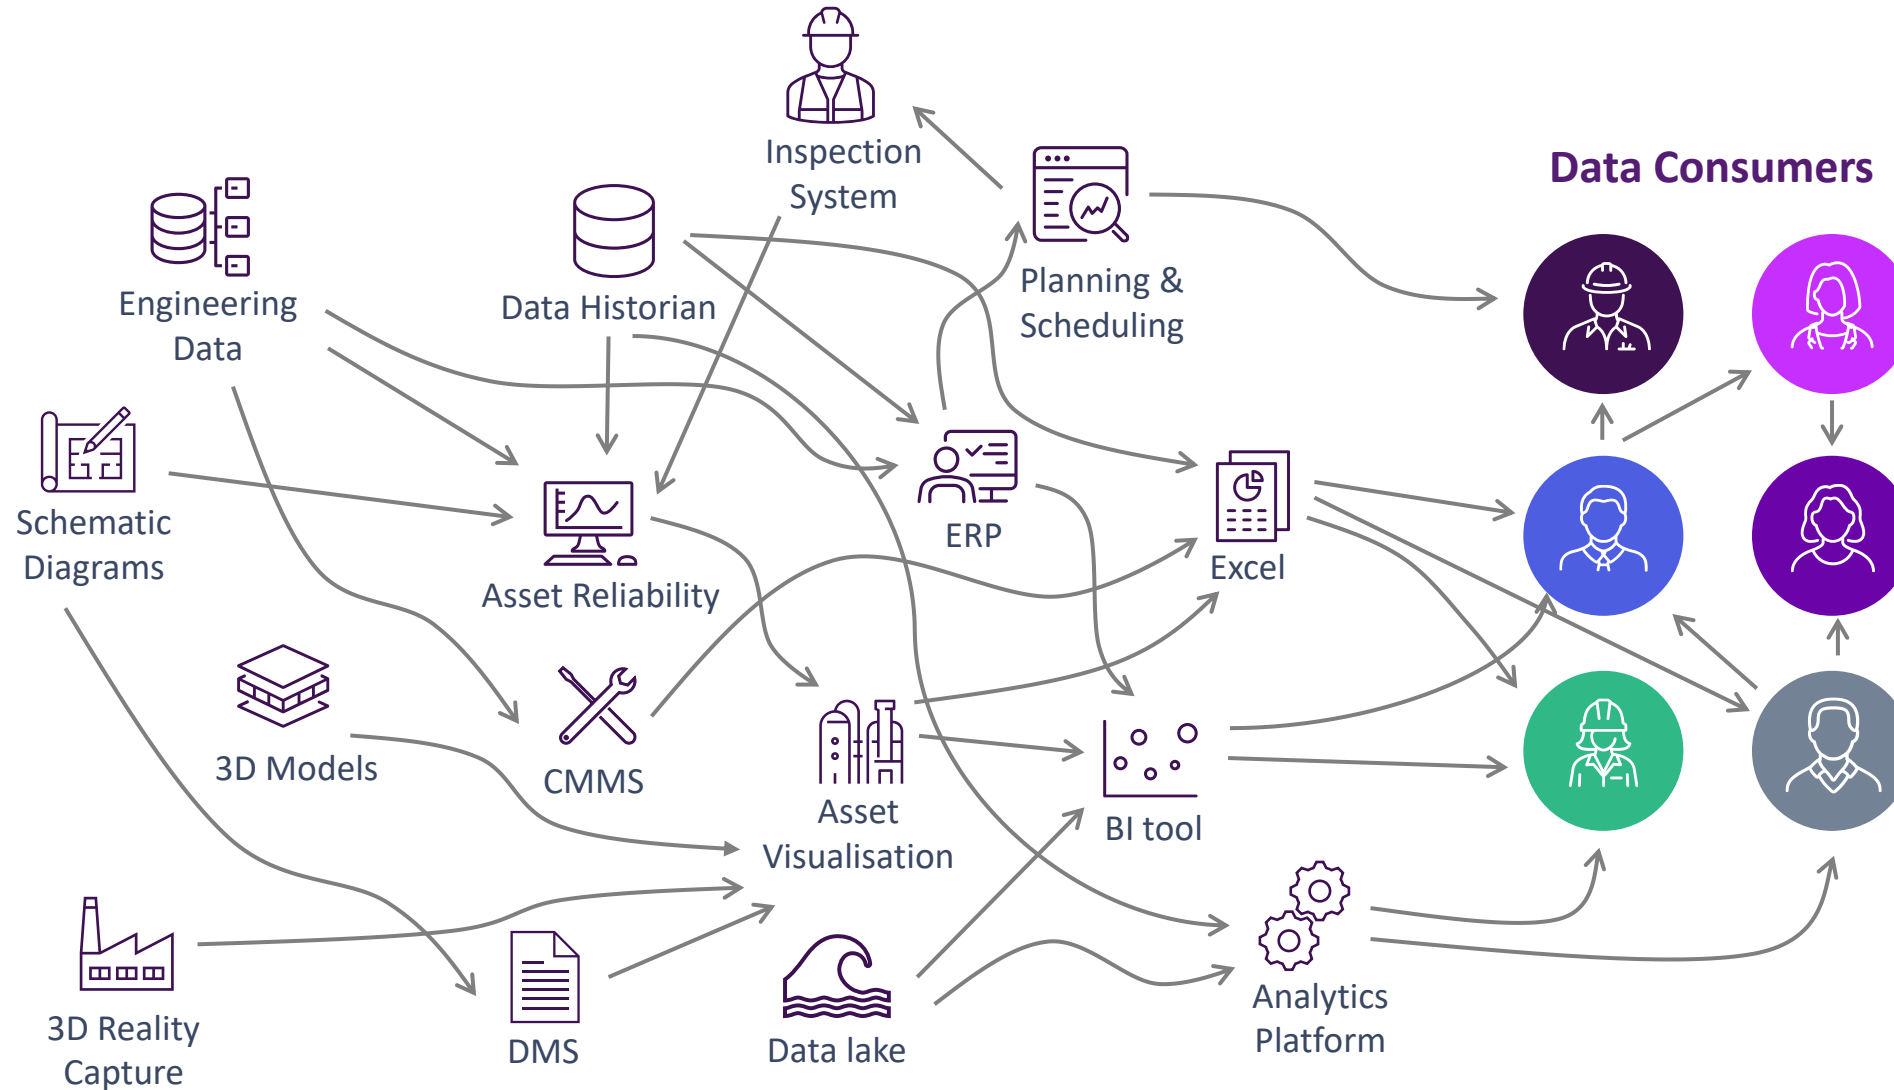 Inspection
System
Data Consumers
Engineering
Data
Data Historian
Planning &
Scheduling
Schematic
Diagrams
Asset Reliability
ERP
Excel
3D Models
CMMS
Asset
Visualisation
BI tool
3D Reality
Capture
DMS
Data lake
Analytics
Platform